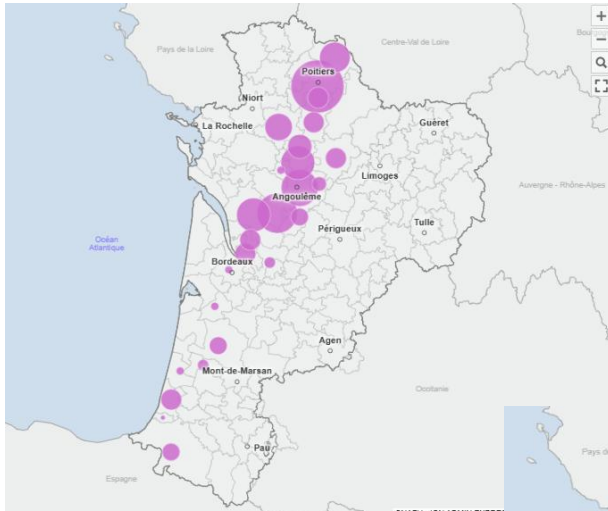 Pays de la Loire
Centre-Val de Loire
+
−
Poitiers
Niort
La Rochelle
Guéret
Limoges
Auvergne - Rhône-Alpes
Angoulême
Périgueux
Tulle
Océan
Atlantique
Bordeaux
Agen
Mont-de-Marsan
Occitanie
Pau
Espagne